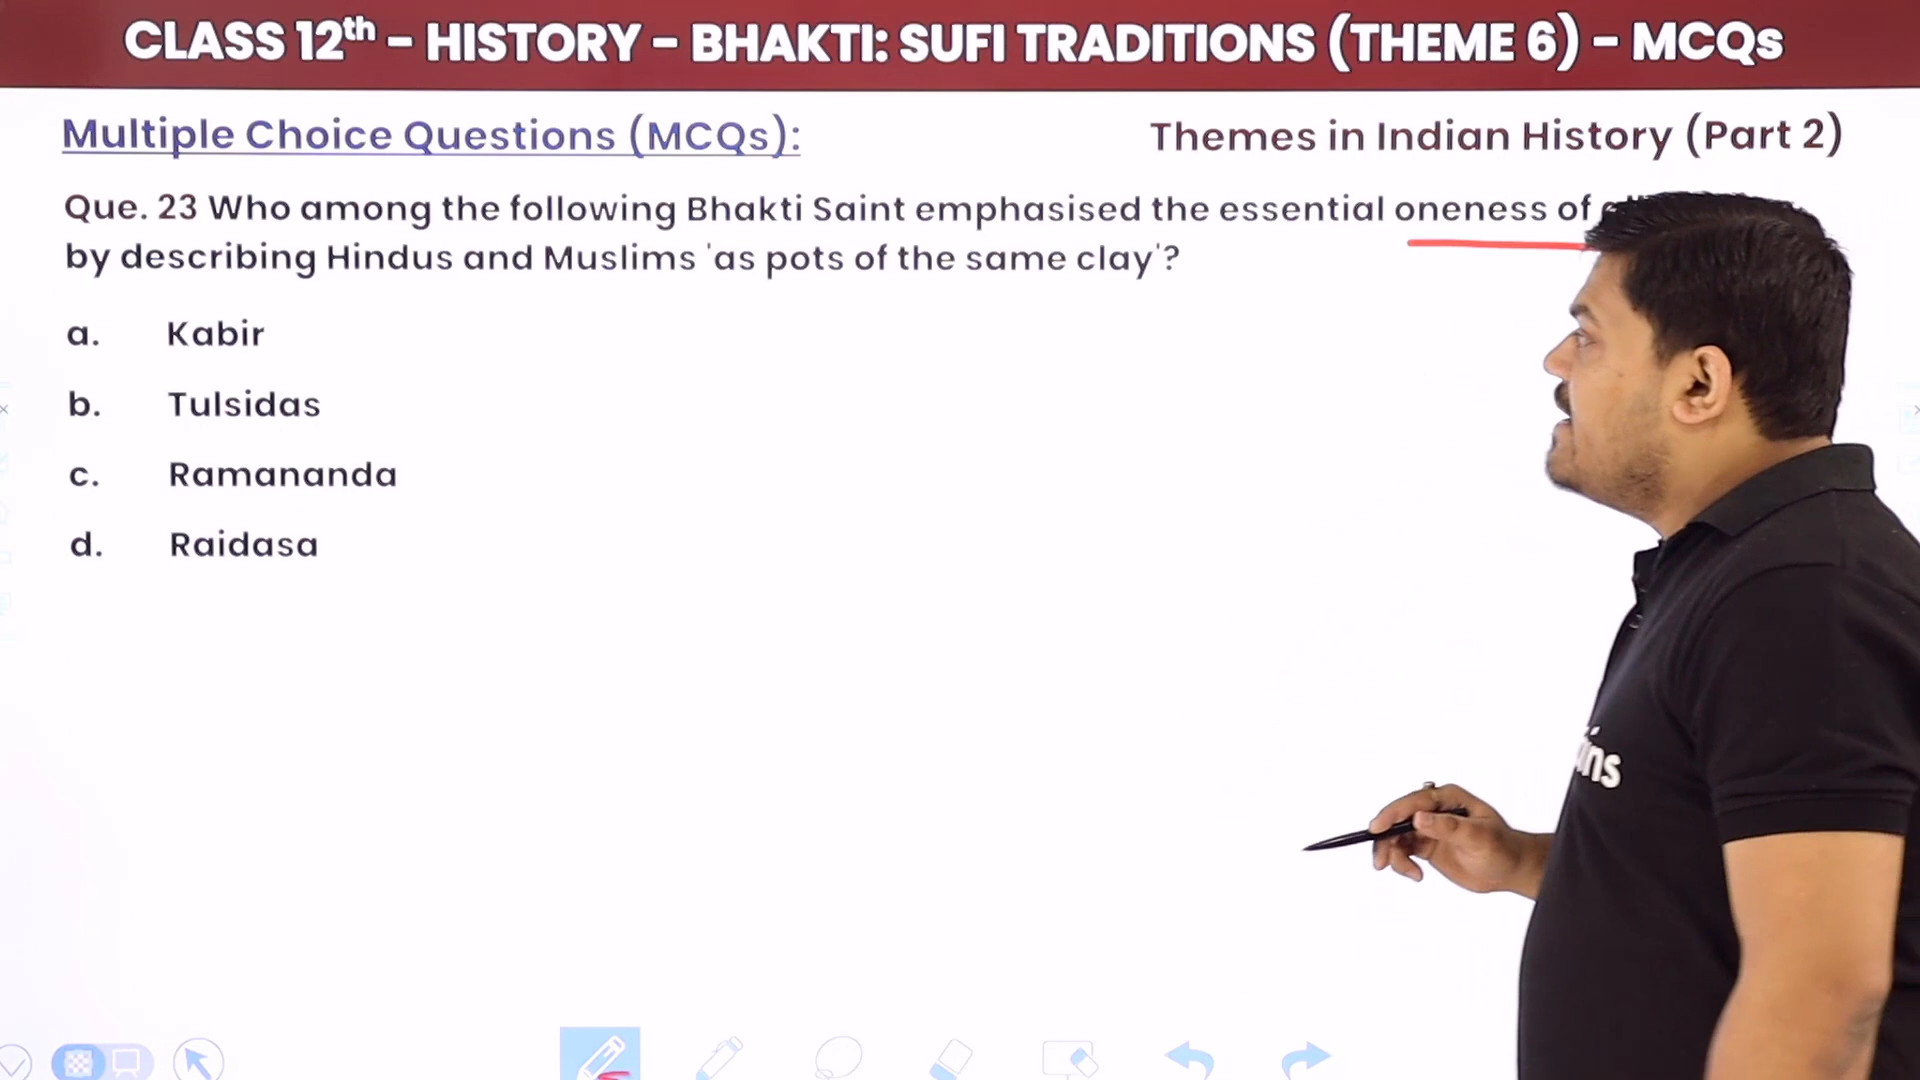 CLASS 12th - HISTORY - BHAKTI: SUFI TRADITIONS (THEME 6) - MCQs
Multiple Choice Questions (MCQs):
Themes in Indian History (Part 2)
Que. 23 Who among the following Bhakti Saint emphasised the essential oneness of
by describing Hindus and Muslims 'as pots of the same clay'?
a. Kabir
b. Tulsidas
c. Ramananda
d. Raidasa